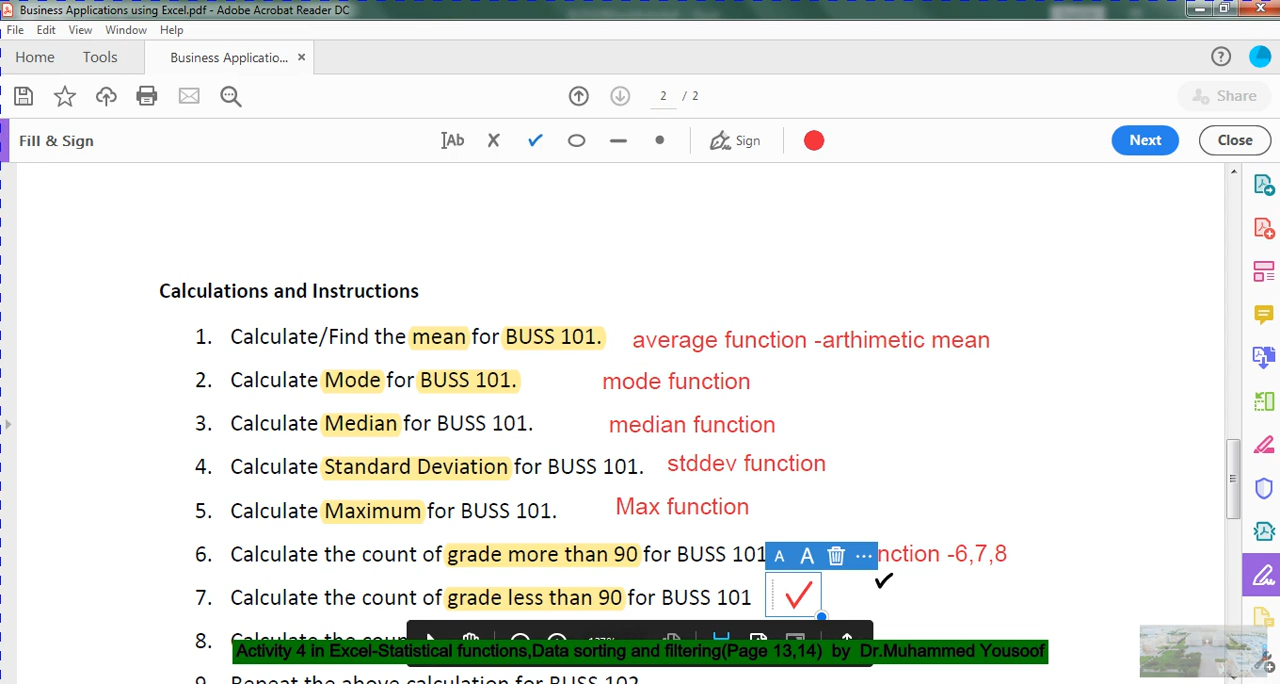 Business Applications using Excel.pdf - Adobe Acrobat Reader DC
File Edit View Window Help
Home Tools Business Applicatio... ×
2 / 2
Share
Fill & Sign
Ab
Sign
Next
Close
Calculations and Instructions
1. Calculate/Find the mean for BUSS 101. average function -arthimetic mean
2. Calculate Mode for BUSS 101. mode function
3. Calculate Median for BUSS 101. median function
4. Calculate Standard Deviation for BUSS 101. stddev function
5. Calculate Maximum for BUSS 101. Max function
6. Calculate the count of grade more than 90 for BUSS 101 nction -6,7,8
A A ...
7. Calculate the count of grade less than 90 for BUSS 101
8. Calculate the
Activity 4 in Excel-Statistical functions,Data sorting and filtering(Page 13,14) by Dr.Muhammed Yousoof
9. Repeat the above calculation for BUSS 102